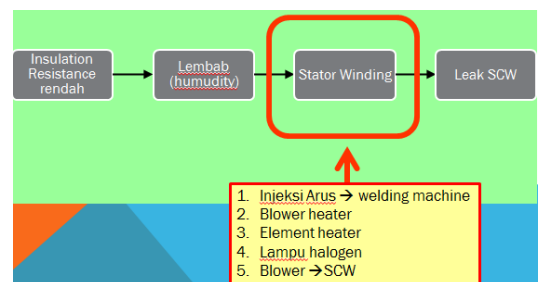 Insulation
Resistance
rendah
Lembab
(humudity)
Stator Winding
Leak SCW
1. Injeksi Arus → welding machine
2. Blower heater
3. Element heater
4. Lampu halogen
5. Blower →SCW